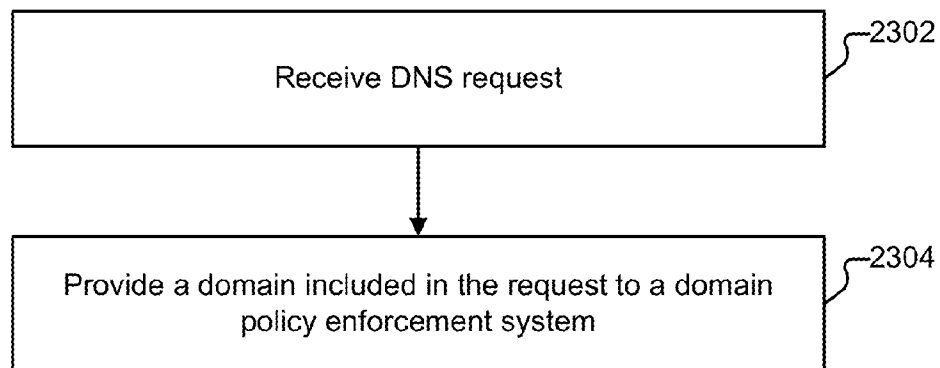 Receive DNS request
2302
Provide a domain included in the request to a domain
policy enforcement system
2304